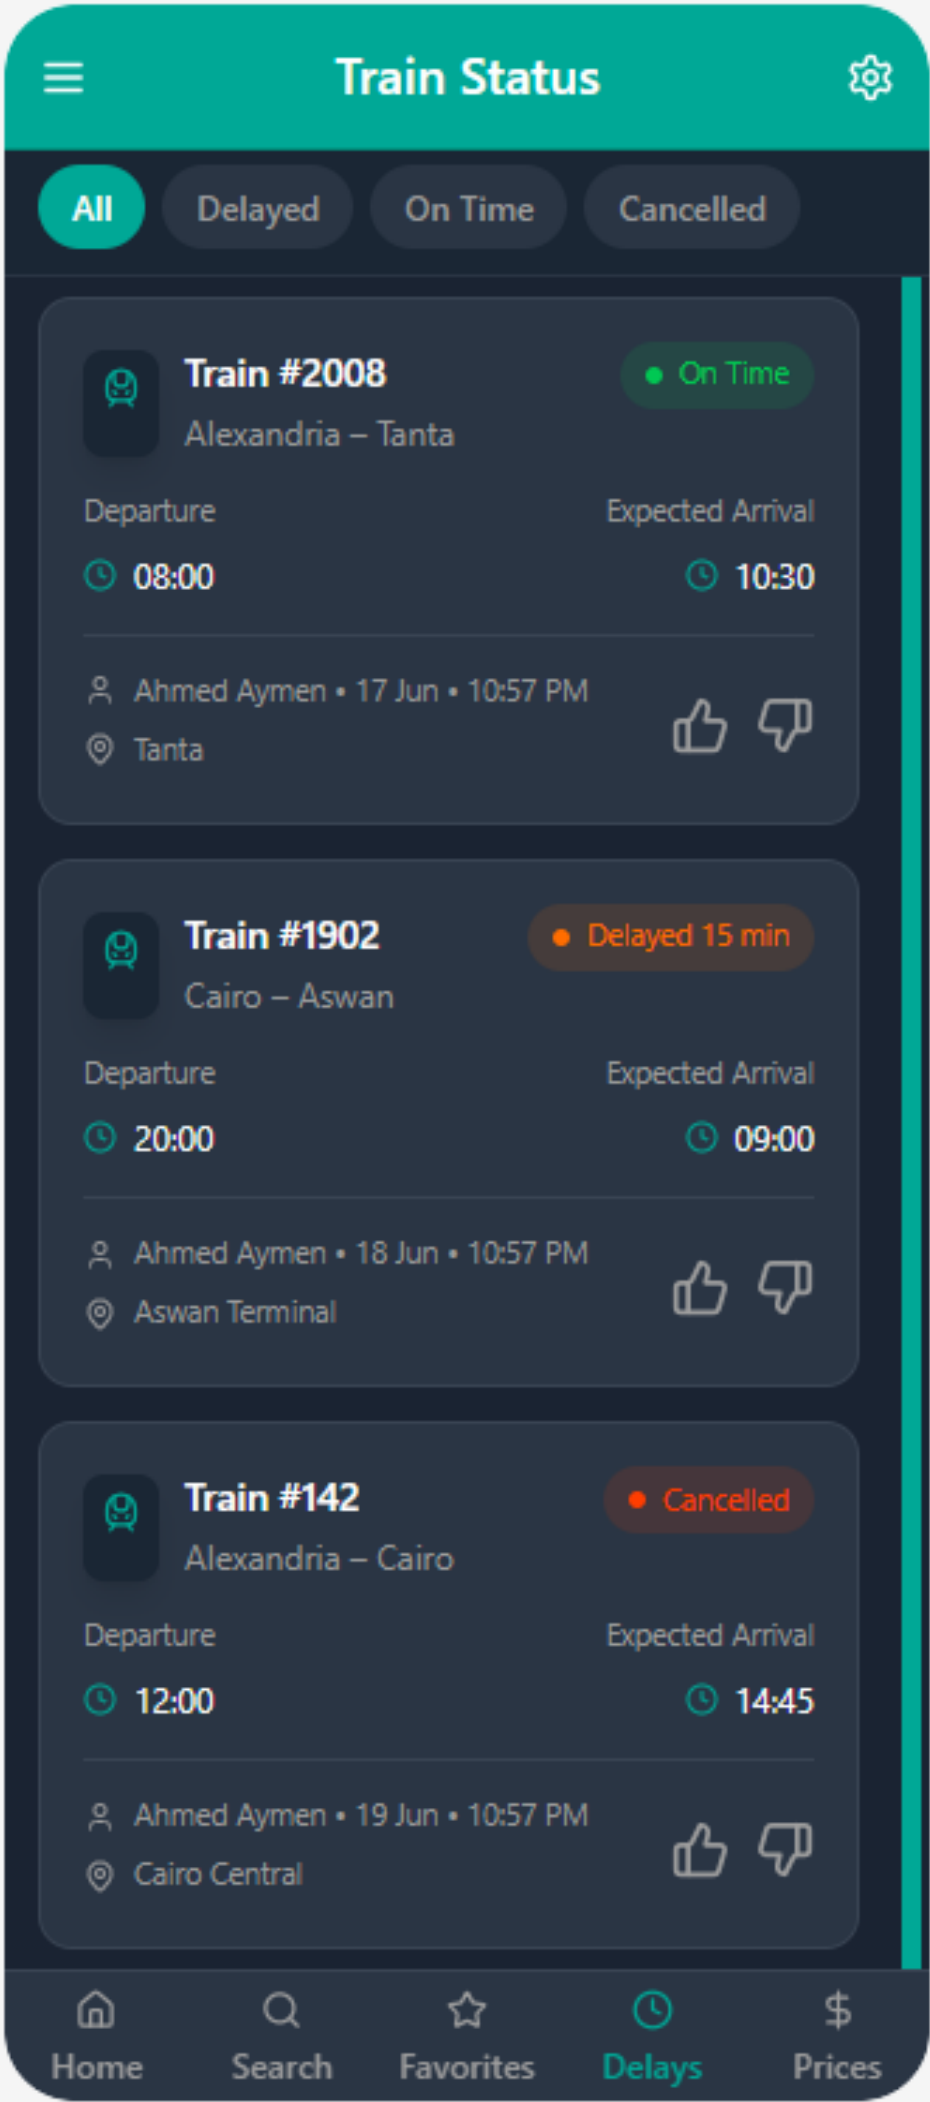 Train Status
All Delayed On Time Cancelled
Train #2008 On Time
Alexandria – Tanta
Departure Expected Arrival
08:00 10:30
Ahmed Aymen • 17 Jun • 10:57 PM
Tanta
Train #1902 Delayed 15 min
Cairo – Aswan
Departure Expected Arrival
20:00 09:00
Ahmed Aymen • 18 Jun • 10:57 PM
Aswan Terminal
Train #142 Cancelled
Alexandria – Cairo
Departure Expected Arrival
12:00 14:45
Ahmed Aymen • 19 Jun • 10:57 PM
Cairo Central
Home Search Favorites Delays Prices